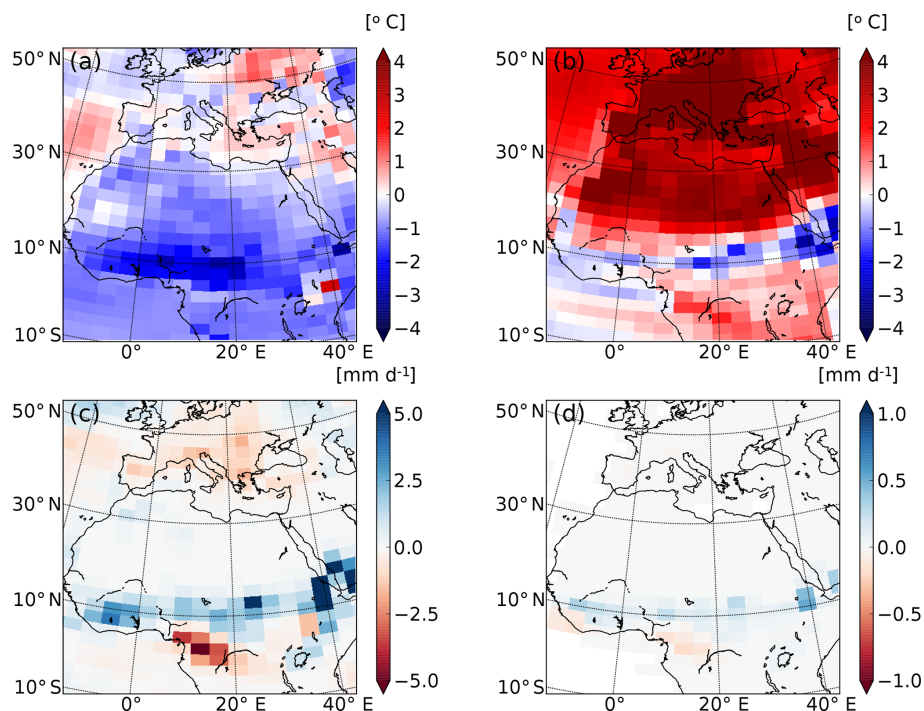 [° C] [° C]
50° N (a) 4 (b) 4
3 3
2 2
30° N 30° N
1 1
0 0
−1 −1
10° N 10° N
−2 −2
−3 −3
10° S −4 10° S −4
0° 20° E 40° E 0° 20° E 40° E
[mm d-1] [mm d-1]
50° N (c) 5.0 50° N (d) 1.0
2.5 0.5
30° N 30° N
0.0 0.0
10° N 10° N
−2.5 −0.5
10° S −5.0 10° S −1.0
0° 20° E 40° E 0° 20° E 40° E